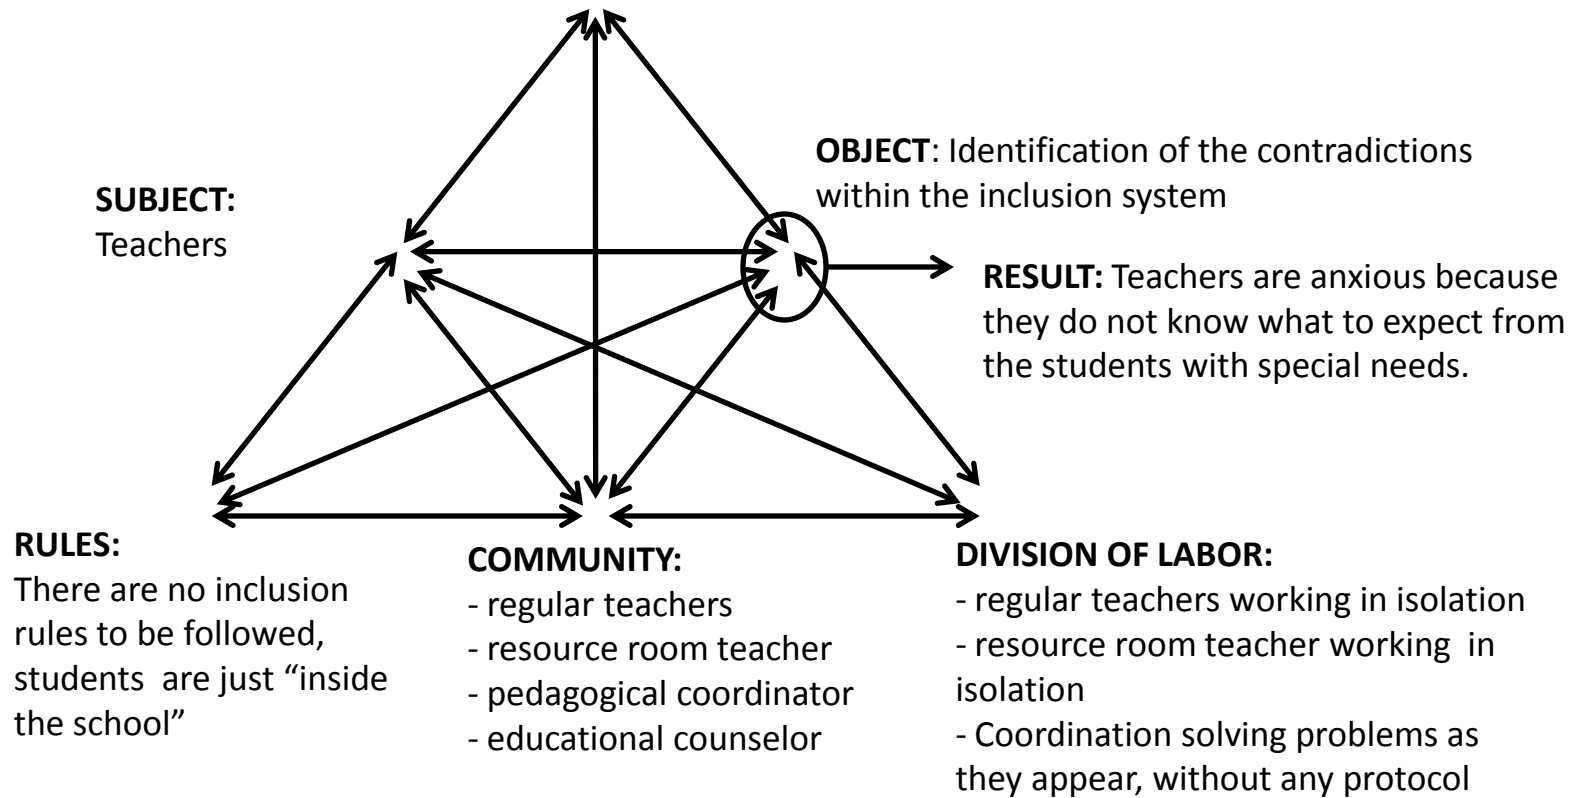 SUBJECT:
Teachers
OBJECT: Identification of the contradictions
within the inclusion system
RESULT: Teachers are anxious because
they do not know what to expect from
the students with special needs.
RULES:
There are no inclusion
rules to be followed,
students are just “inside
the school”
COMMUNITY:
- regular teachers
- resource room teacher
- pedagogical coordinator
- educational counselor
DIVISION OF LABOR:
- regular teachers working in isolation
- resource room teacher working in
isolation
- Coordination solving problems as
they appear, without any protocol